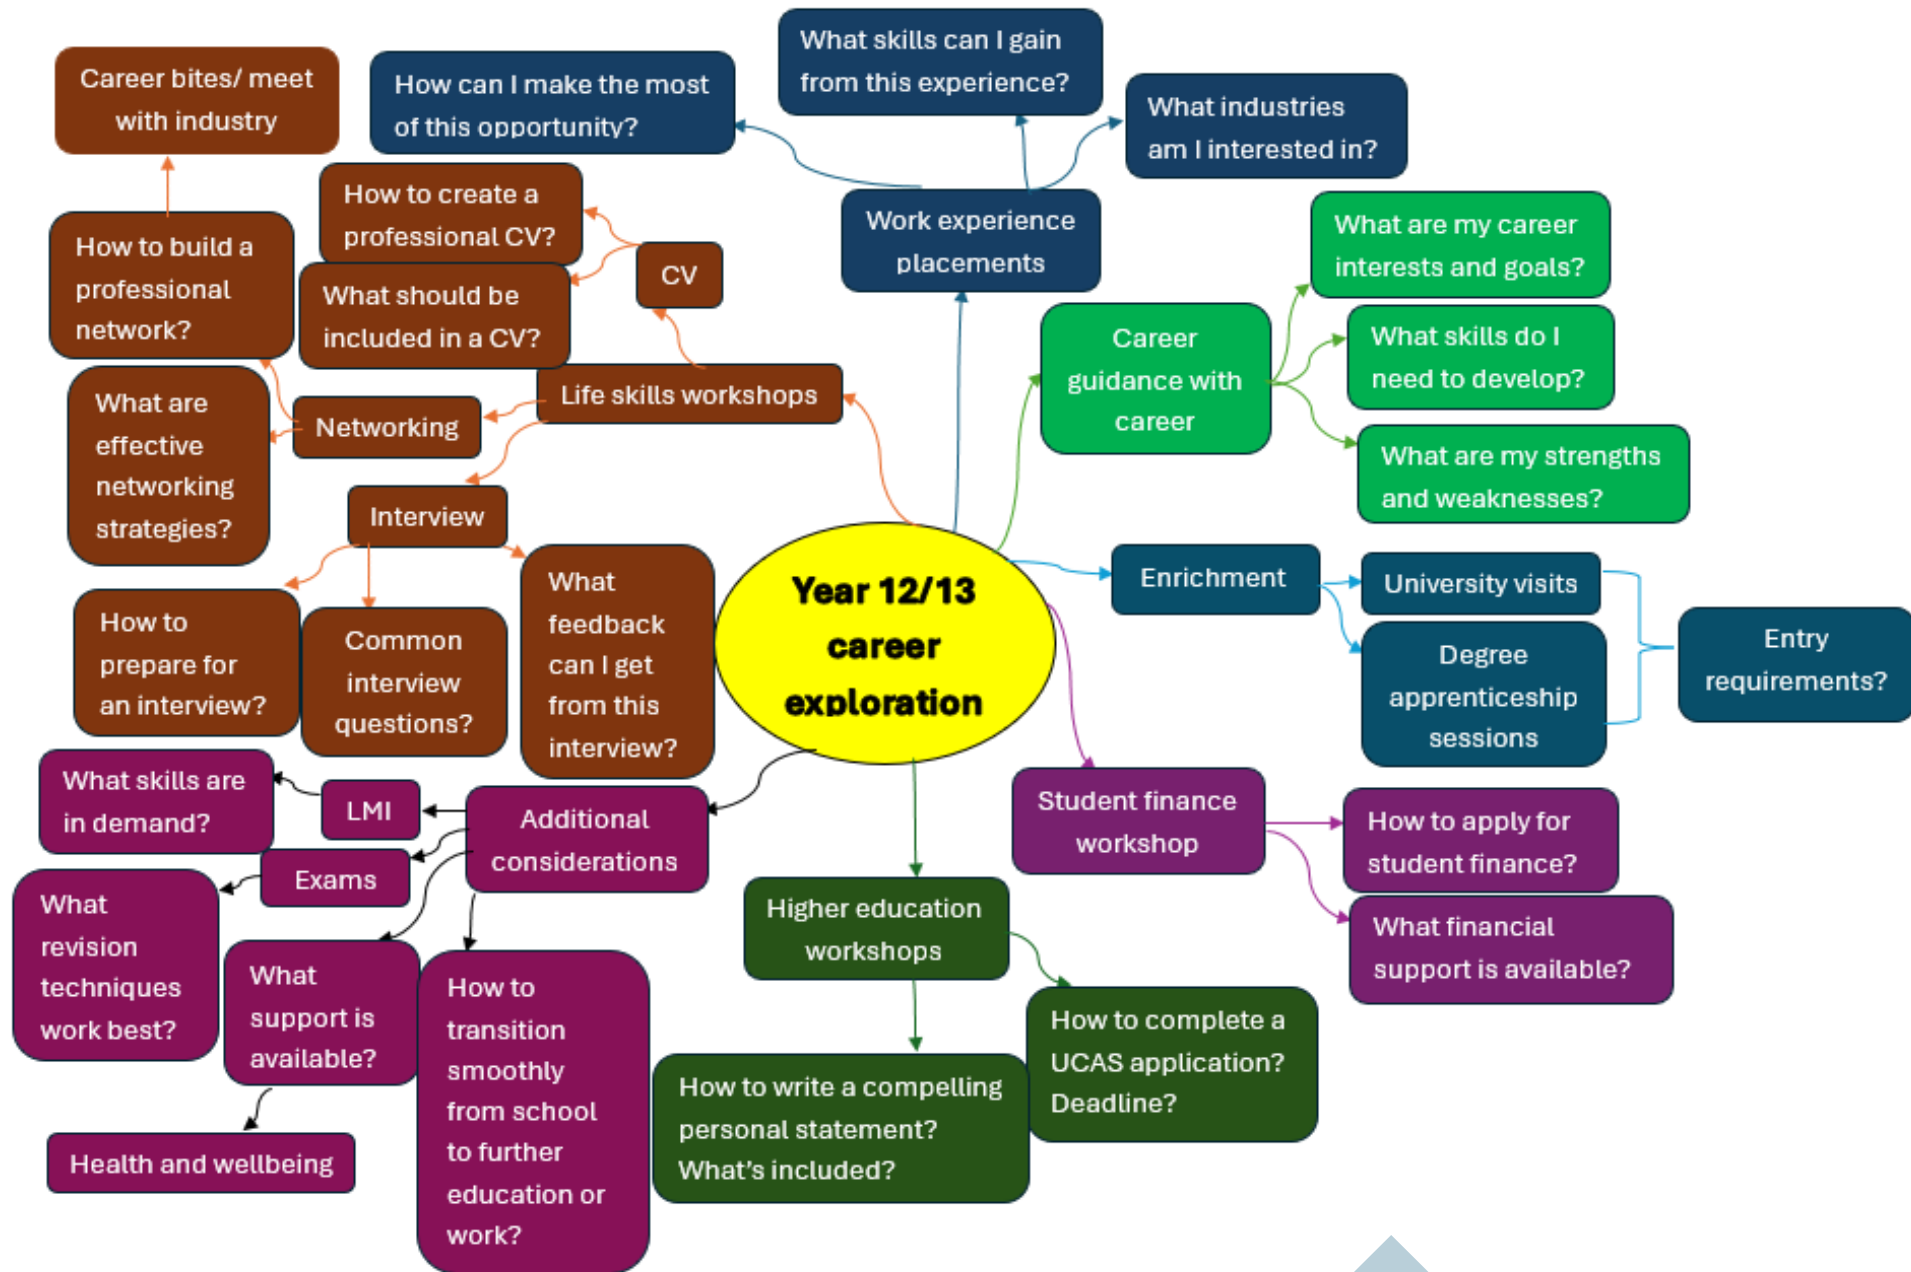 What skills can I gain
from this experience?
Career bites/ meet
with industry
How can I make the most
of this opportunity?
What industries
am I interested in?
How to create a
professional CV?
Work experience
placements
What are my career
interests and goals?
How to build a
professional
network?
CV
What should be
included in a CV?
Career
guidance with
career
What skills do I
need to develop?
Life skills workshops
What are
effective
networking
strategies?
Networking
What are my strengths
and weaknesses?
Interview
Year 12/13
career
exploration
Enrichment
University visits
How to
prepare for
an interview?
Common
interview
questions?
What
feedback
can I get
from this
interview?
Degree
apprenticeship
sessions
Entry
requirements?
What skills are
in demand?
LMI
Additional
considerations
Student finance
workshop
How to apply for
student finance?
Exams
What
revision
techniques
work best?
Higher education
workshops
What financial
support is available?
What
support is
available?
How to
transition
smoothly
from school
to further
education or
work?
How to complete a
UCAS application?
Deadline?
How to write a compelling
personal statement?
What's included?
Health and wellbeing